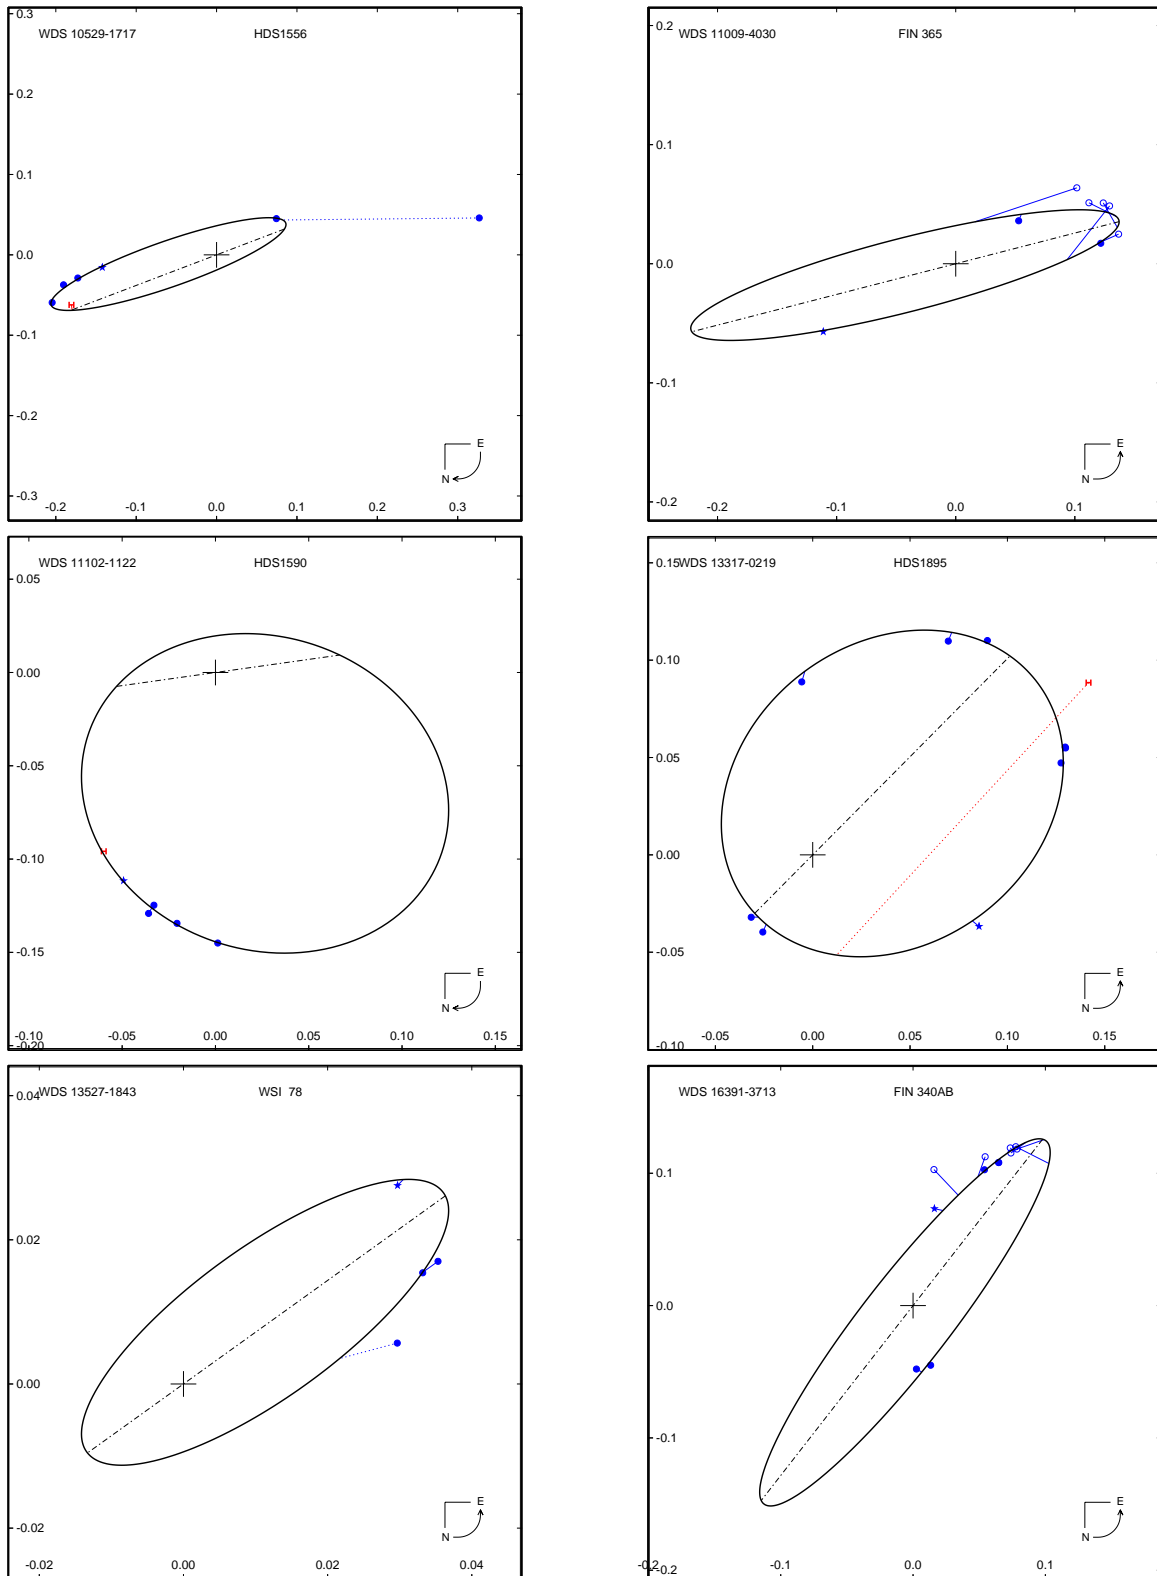 WDS 10529-1717 HDS1556
0.3
0.2
0.1
0.0
-0.1
-0.2
-0.3
-0.2 -0.1 0.0 0.1 0.2 0.3
H
E
N
WDS 11009-4030 FIN 365
0.2
0.1
0.0
-0.1
-0.2
-0.2 -0.1 0.0 0.1
E
N
WDS 11102-1122 HDS1590
0.05
0.00
-0.05
-0.10
-0.15
-0.20
-0.10 -0.05 0.00 0.05 0.10 0.15
H
E
N
WDS 13317-0219 HDS1895
0.15
0.10
0.05
0.00
-0.05
-0.10
-0.05 0.00 0.05 0.10 0.15
H
E
N
WDS 13527-1843 WSI 78
0.04
0.02
0.00
-0.02
-0.02 0.00 0.02 0.04
E
N
WDS 16391-3713 FIN 340AB
0.1
0.0
-0.1
-0.2
-0.2 -0.1 0.0 0.1
E
N